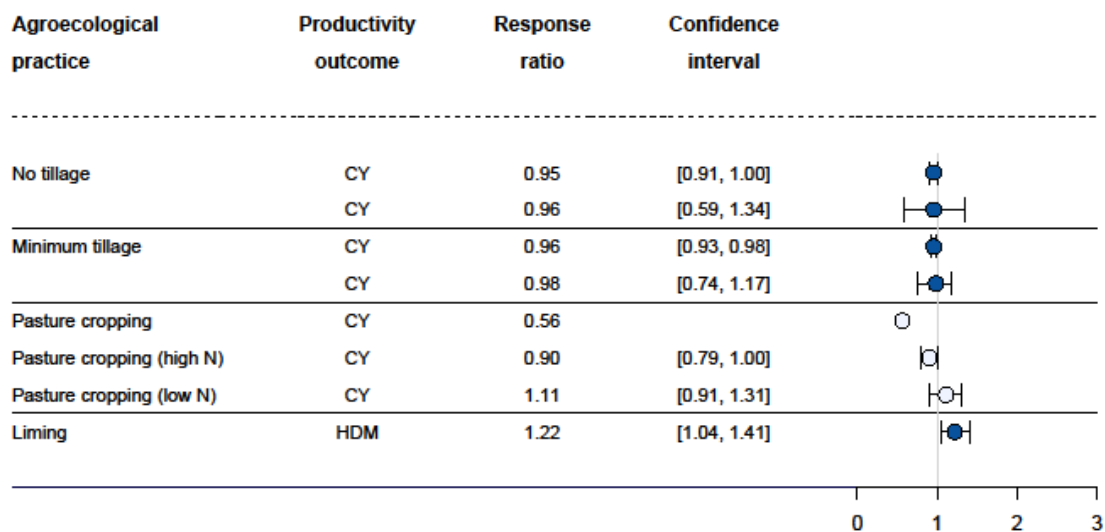 Agroecological Productivity Response Confidence
practice outcome ratio interval
No tillage CY 0.95 [0.91, 1.00]
CY 0.96 [0.59, 1.34]
Minimum tillage CY 0.96 [0.93, 0.98]
CY 0.98 [0.74, 1.17]
Pasture cropping CY 0.56
Pasture cropping (high N) CY 0.90 [0.79, 1.00]
Pasture cropping (low N) CY 1.11 [0.91, 1.31]
Liming HDM 1.22 [1.04, 1.41]
0 1 2 3